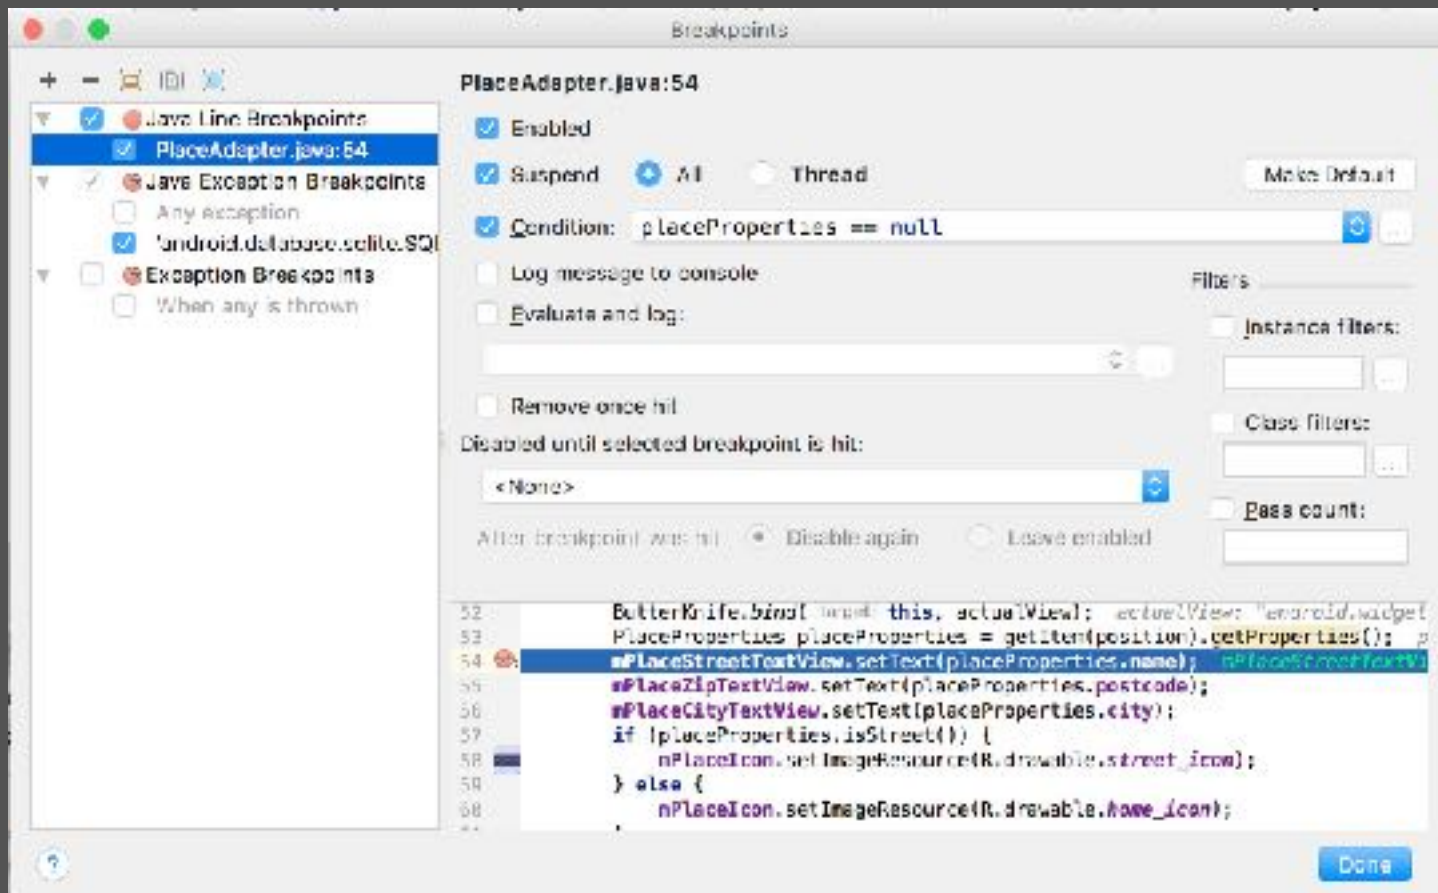 Breakpoints
PlaceAdapter.java:54
Java Line Breakpoints
PlaceAdapter.java:54
Java Exception Breakpoints
Any exception
'android.database.sqlite.SQL
Exception Breakpoints
When any is thrown
Enabled
Suspend All Thread Make Default
Condition: placeProperties == null
Log message to console
Evaluate and log:
Remove once hit
Disabled until selected breakpoint is hit:
<None>
After breakpoint was hit Disable again Leave enabled
Filters
Instance filters:
Class filters:
Pass count:
52 ButterKnife.bind( target: this, actualView); actualView: "android.widget
53 PlaceProperties placeProperties = getItem(position).getProperties(); p
54 mPlaceStreetTextView.setText(placeProperties.name); mPlaceStreetTextVi
55 mPlaceZipTextView.setText(placeProperties.postcode);
56 mPlaceCityTextView.setText(placeProperties.city);
57 if (placeProperties.isStreet()) {
58 mPlaceIcon.setImageResource(R.drawable.street_icon);
59 } else {
60 mPlaceIcon.setImageResource(R.drawable.home_icon);
? Done